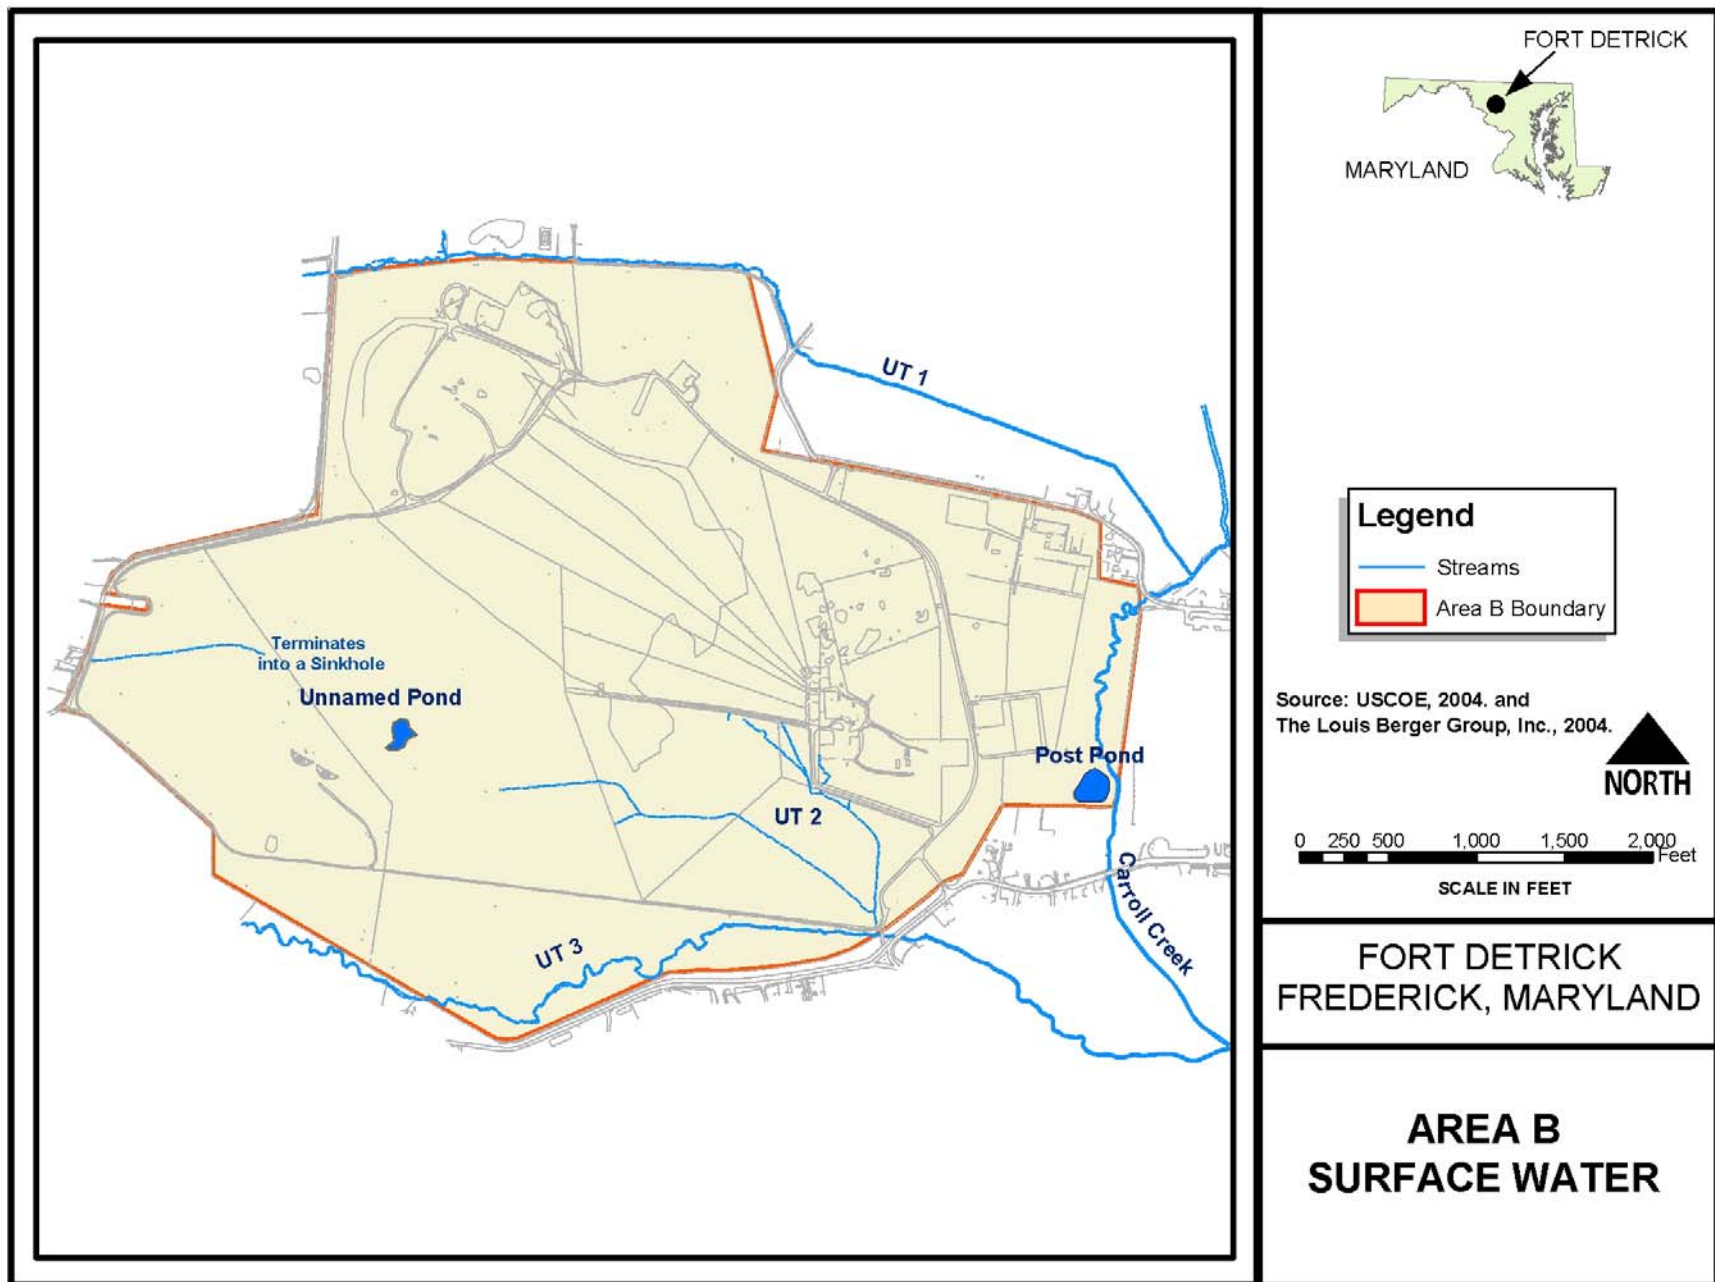 UT 1
Terminates
into a Sinkhole
Unnamed Pond
Post Pond
UT 2
Carroll Creek
UT 3
FORT DETRICK
MARYLAND
Legend
Streams
Area B Boundary
Source: USCOE, 2004. and
The Louis Berger Group, Inc., 2004.
NORTH
0 250 500 1,000 1,500 2,000
Feet
SCALE IN FEET
FORT DETRICK
FREDERICK, MARYLAND
AREA B
SURFACE WATER